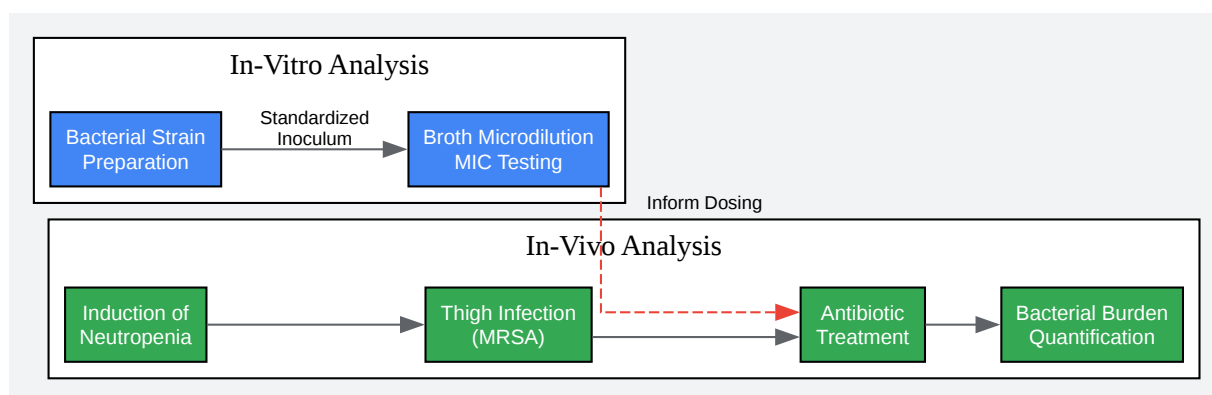 In-Vitro Analysis
Bacterial Strain
Preparation
Standardized
Inoculum
Broth Microdilution
MIC Testing
Inform Dosing
In-Vivo Analysis
Induction of
Neutropenia
Thigh Infection
(MRSA)
Antibiotic
Treatment
Bacterial Burden
Quantification